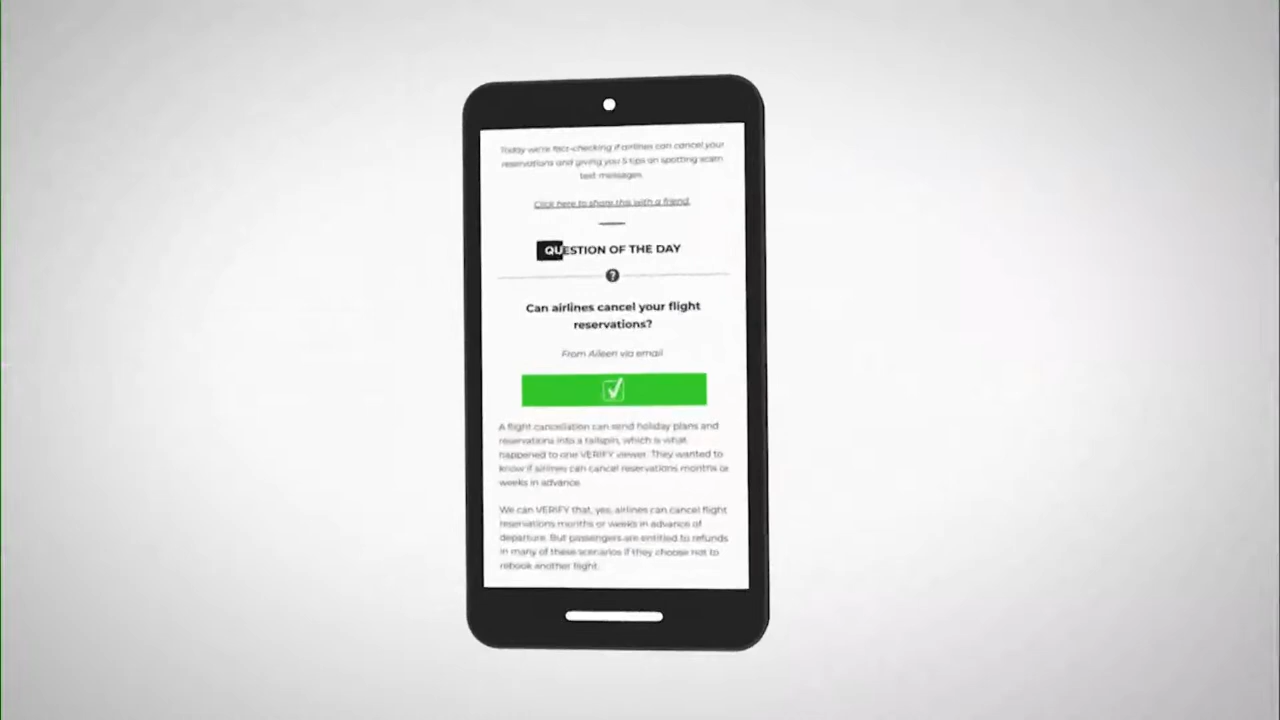 Today we're fact-checking if airlines can cancel your
reservations and giving you 5 tips on spotting scam
text messages.
Click here to share this with a friend.
QUESTION OF THE DAY
?
Can airlines cancel your flight
reservations?
From Aileen via email
A flight cancellation can send holiday plans and
reservations into a tailspin, which is what
happened to one VERIFY viewer. They wanted to
know if airlines can cancel reservations months or
weeks in advance.
We can VERIFY that, yes, airlines can cancel flight
reservations months or weeks in advance of
departure. But passengers are entitled to refunds
in many of these scenarios if they choose not to
rebook another flight.